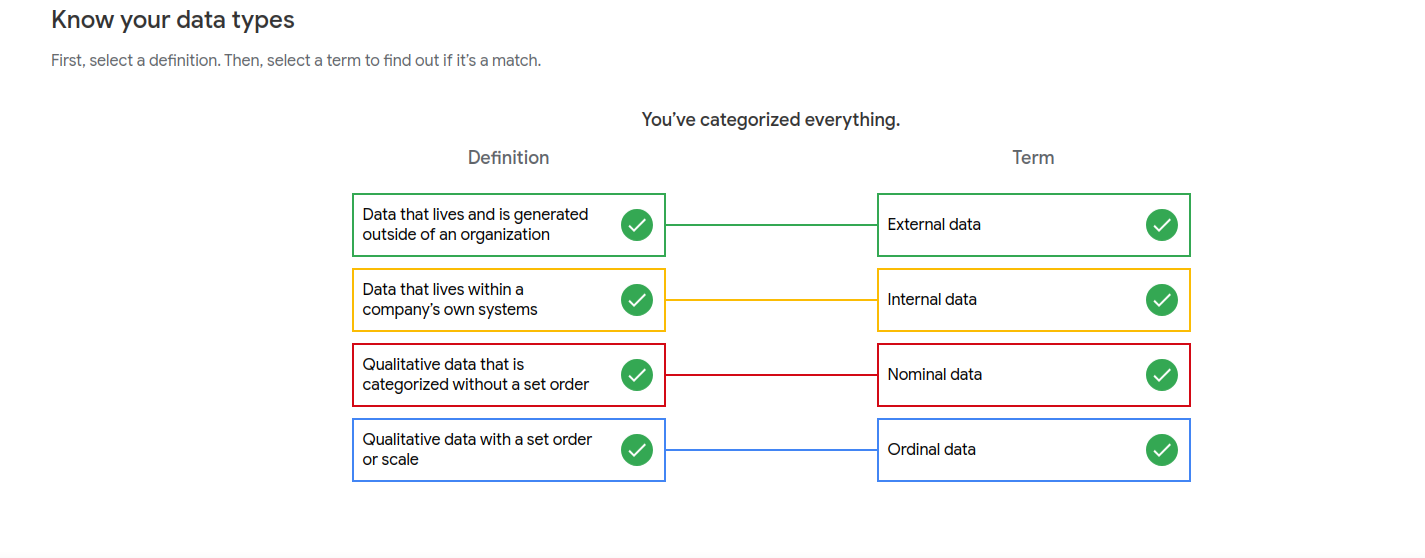 Know your data types
First, select a definition. Then, select a term to find out if it’s a match.
You’ve categorized everything.
Definition
Term
Data that lives and is generated
outside of an organization
External data
Data that lives within a
company’s own systems
Internal data
Qualitative data that is
categorized without a set order
Nominal data
Qualitative data with a set order
or scale
Ordinal data